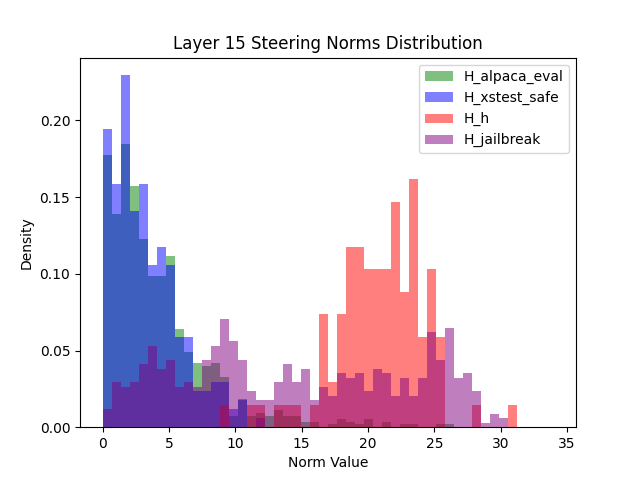 Layer 15 Steering Norms Distribution
H_alpaca_eval
H_xstest_safe
H_h
H_jailbreak
0.20
0.15
0.10
0.05
0.00
Density
0 5 10 15 20 25 30 35
Norm Value